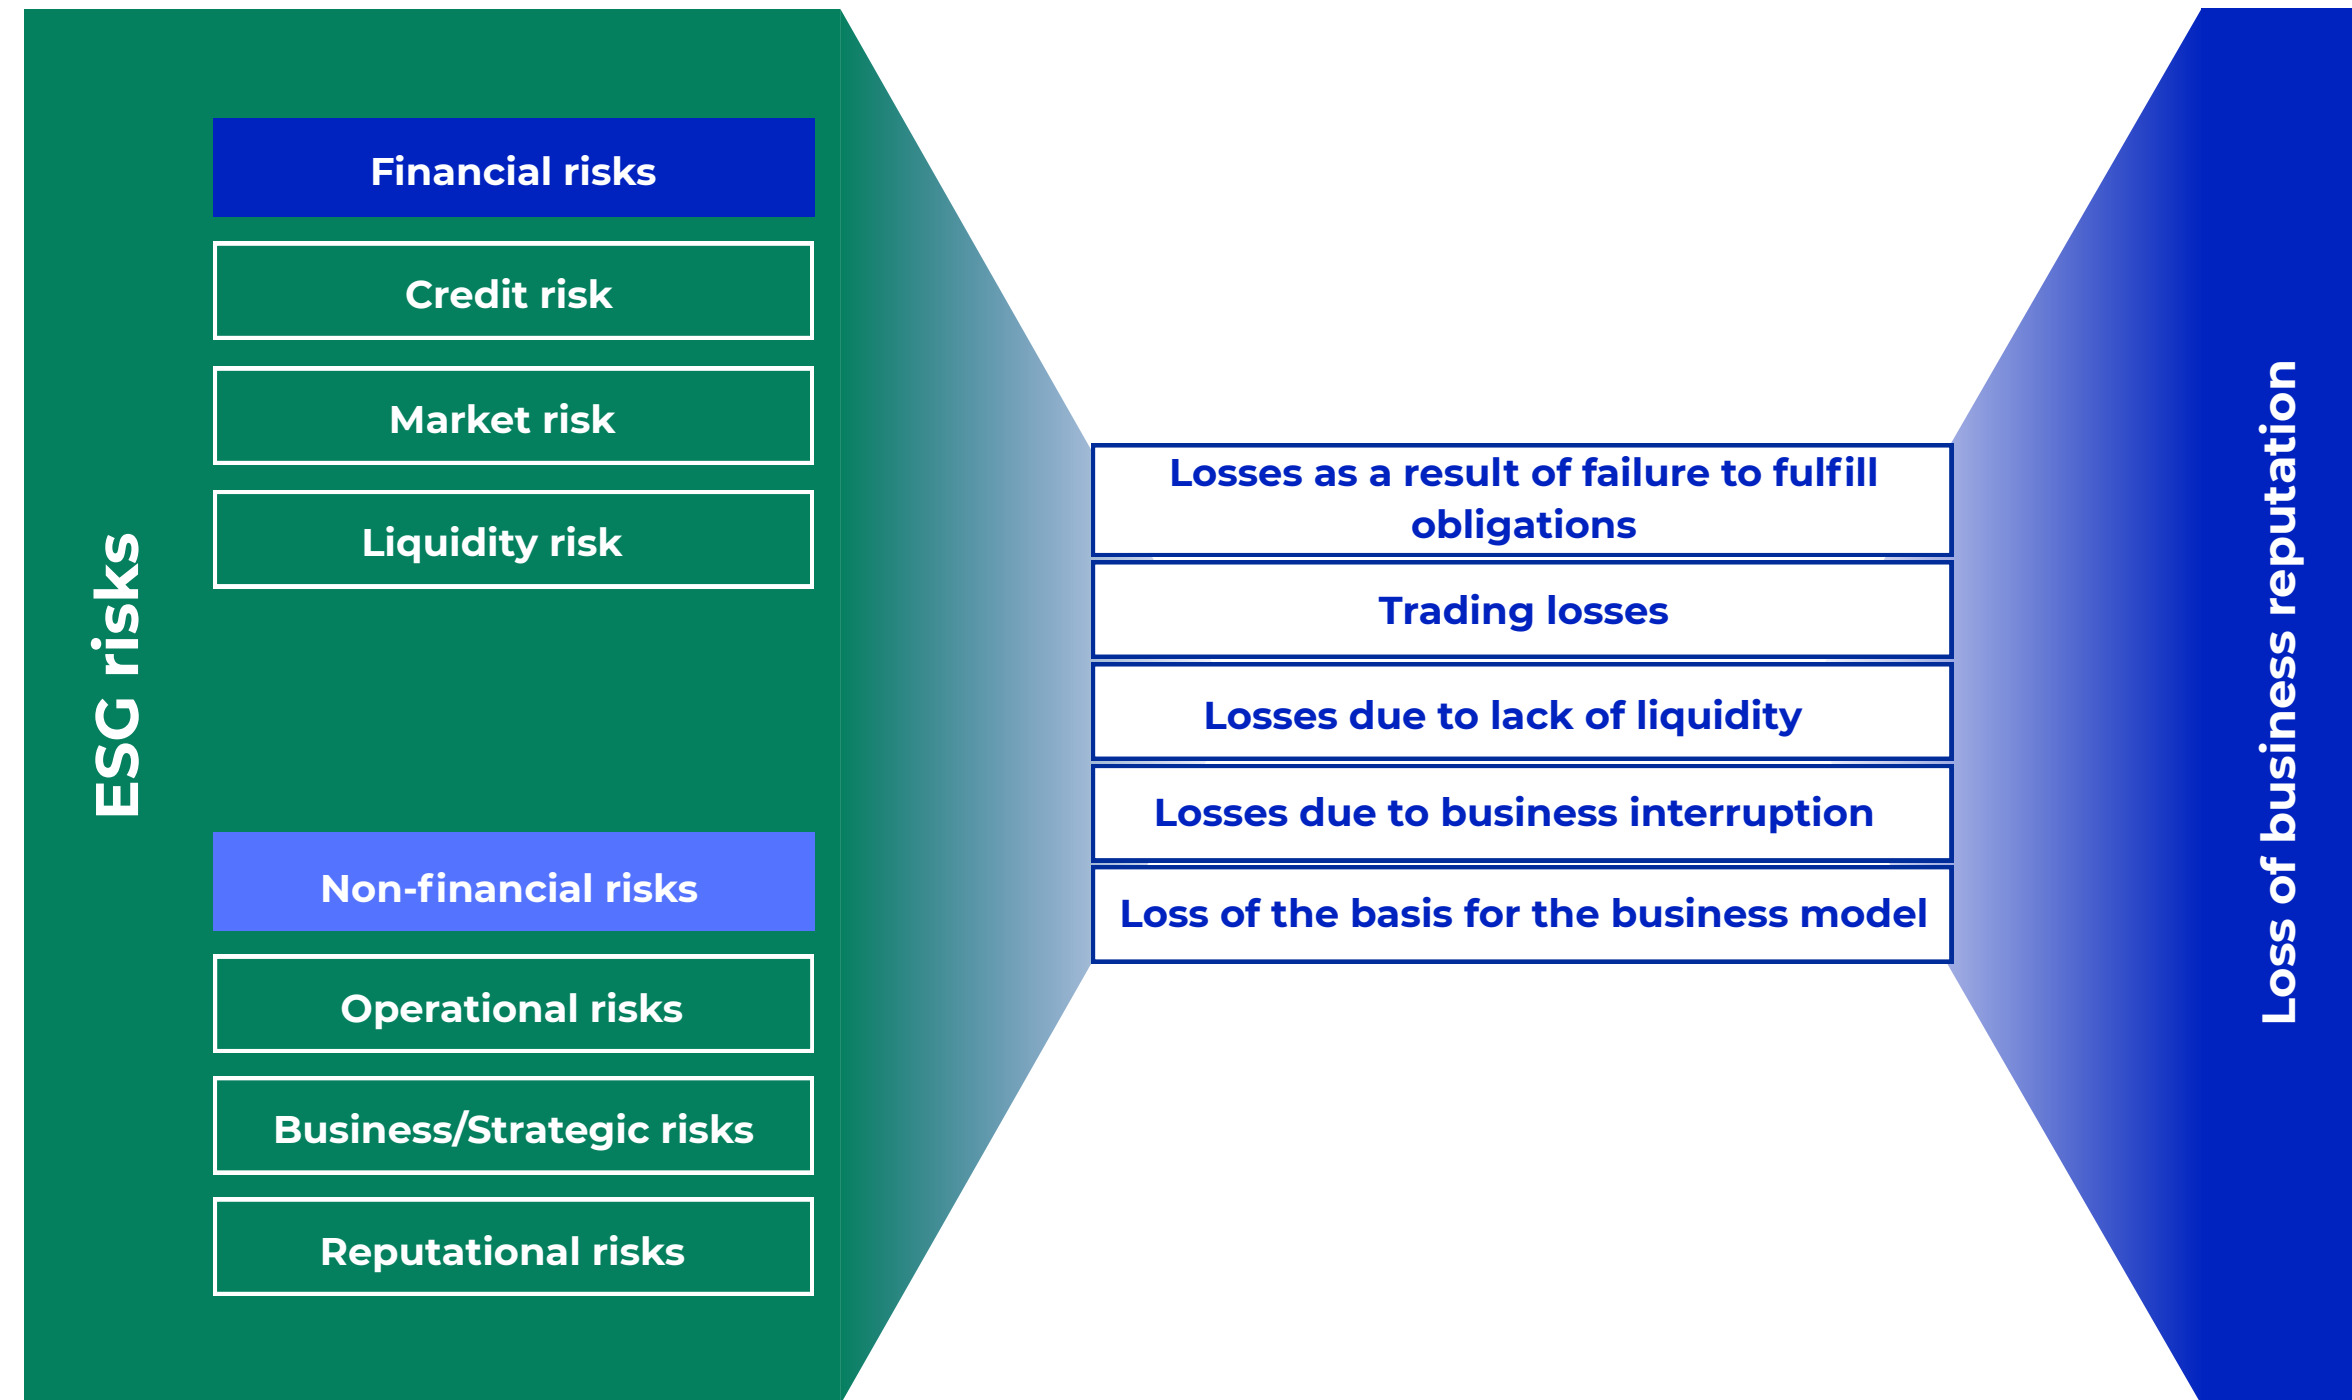 ESG risks
Financial risks
Credit risk
Market risk
Liquidity risk
Non-financial risks
Operational risks
Business/Strategic risks
Reputational risks
Losses as a result of failure to fulfill
obligations
Trading losses
Losses due to lack of liquidity
Losses due to business interruption
Loss of the basis for the business model
Loss of business reputation